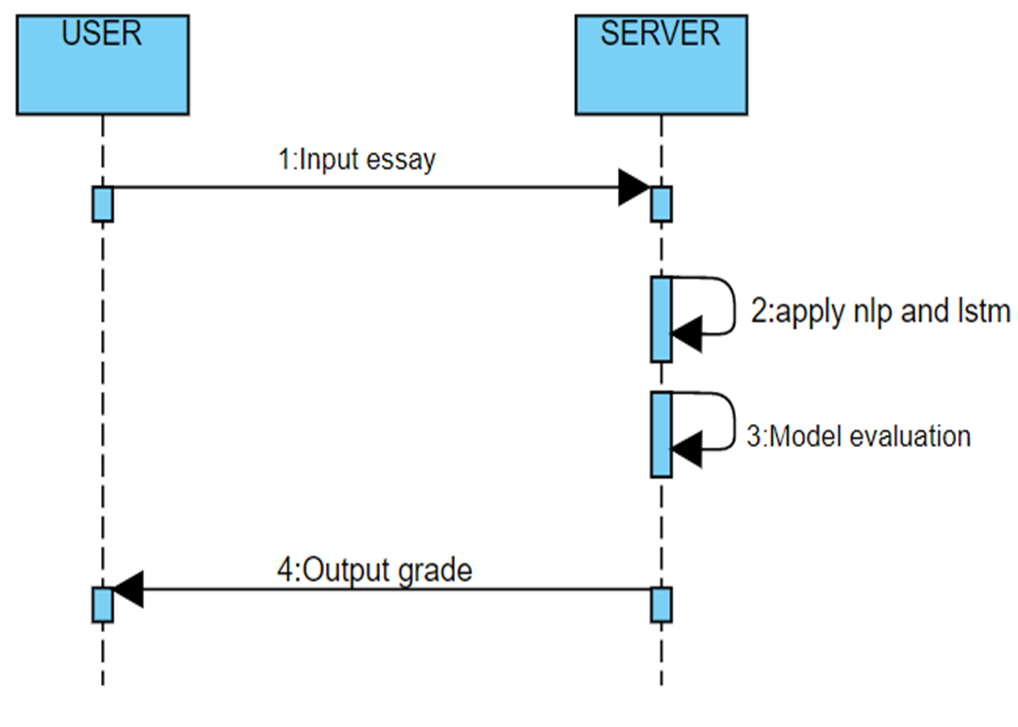 USER
SERVER
1:Input essay
2:apply nlp and lstm
3:Model evaluation
4:Output grade